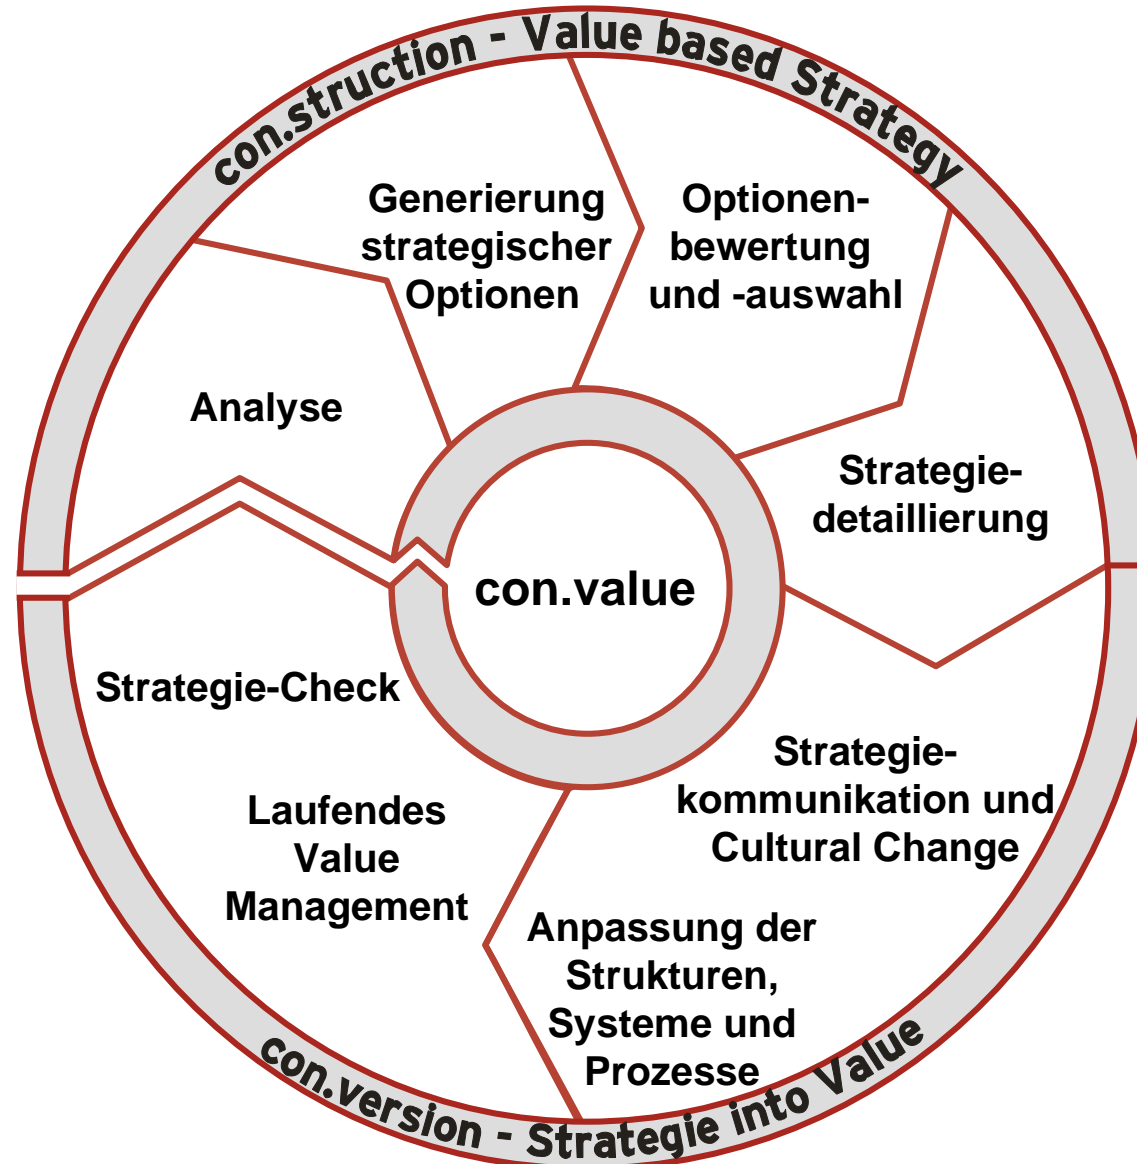 con.struction - Value based Strategy
Generierung
strategischer
Optionen
Optionen-
bewertung
und -auswahl
Analyse
Strategie-
detaillierung
con.value
Strategie-Check
Strategie-
kommunikation und
Cultural Change
Laufendes
Value
Management
Anpassung der
Strukturen,
Systeme und
Prozesse
con.version - Strategie into Value